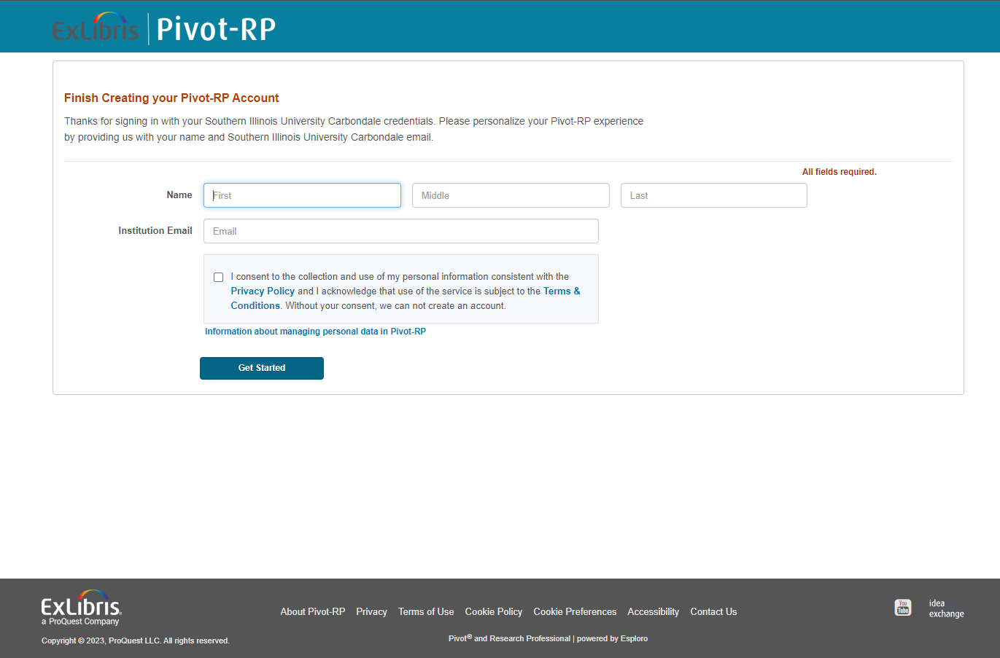 ExLibris | Pivot-RP
Finish Creating your Pivot-RP Account
Thanks for signing in with your Southern Illinois University Carbondale credentials. Please personalize your Pivot-RP experience
by providing us with your name and Southern Illinois University Carbondale email.
All fields required.
Name First Middle Last
Institution Email Email
I consent to the collection and use of my personal information consistent with the
Privacy Policy and I acknowledge that use of the service is subject to the Terms &
Conditions. Without your consent, we can not create an account.
Information about managing personal data in Pivot-RP
Get Started
ExLibris®
a ProQuest Company
About Pivot-RP Privacy Terms of Use Cookie Policy Cookie Preferences Accessibility Contact Us
You
Tube
idea
exchange
Copyright © 2023, ProQuest LLC. All rights reserved.
Pivot® and Research Professional | powered by Esploro